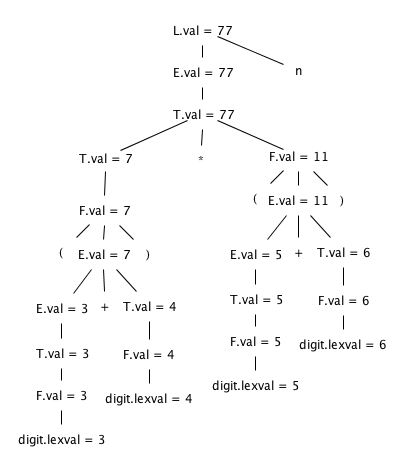 L.val = 77
E.val = 77 n
T.val = 77
T.val = 7 * F.val = 11
( E.val = 11 )
F.val = 7
( E.val = 7 ) E.val = 5 + T.val = 6
E.val = 3 + T.val = 4 T.val = 5 F.val = 6
T.val = 3 F.val = 4 F.val = 5 digit.lexval = 6
F.val = 3 digit.lexval = 4 digit.lexval = 5
digit.lexval = 3